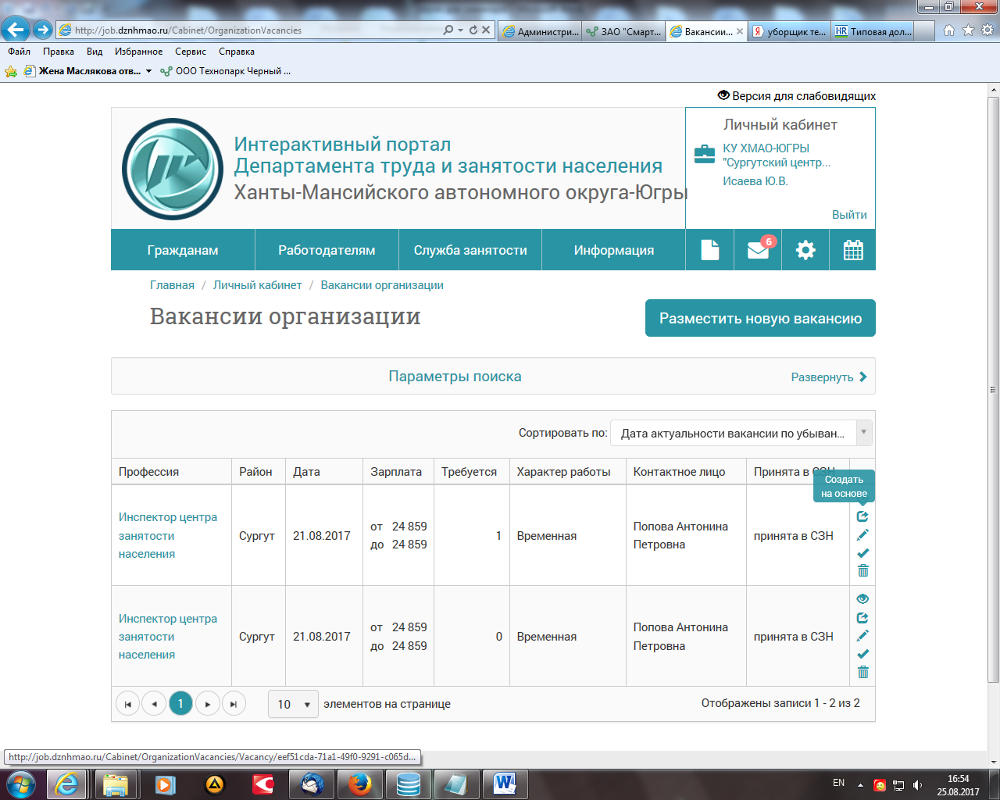 http://job.dznhmao.ru/Cabinet/OrganizationVacancies
Администри...
ЗАО "Смарт...
Вакансии...
уборщик те...
HR Типовая дол...
Файл Правка Вид Избранное Сервис Справка
Жена Маслякова отв...
ООО Технопарк Черный ...
Версия для слабовидящих
Интерактивный портал
Департамента труда и занятости населения
Ханты-Мансийского автономного округа-Югры
Личный кабинет
КУ ХМАО-ЮГРЫ
"Сургутский центр...
Исаева Ю.В.
Выйти
Гражданам Работодателям Служба занятости Информация 6
Главная / Личный кабинет / Вакансии организации
Вакансии организации
Разместить новую вакансию
Параметры поиска
Развернуть
Сортировать по: Дата актуальности вакансии по убыван...
Профессия Район Дата Зарплата Требуется Характер работы Контактное лицо Принята в СЗН
Создать
на основе
Инспектор центра
занятости
населения
Сургут
21.08.2017
от 24 859
до 24 859
1
Временная
Попова Антонина
Петровна
принята в СЗН
Инспектор центра
занятости
населения
Сургут
21.08.2017
от 24 859
до 24 859
0
Временная
Попова Антонина
Петровна
принята в СЗН
1
10
элементов на странице
Отображены записи 1 - 2 из 2
http://job.dznhmao.ru/Cabinet/OrganizationVacancies/Vacancy/eef51cda-71a1-49f0-9291-c065d...
EN
16:54
25.08.2017